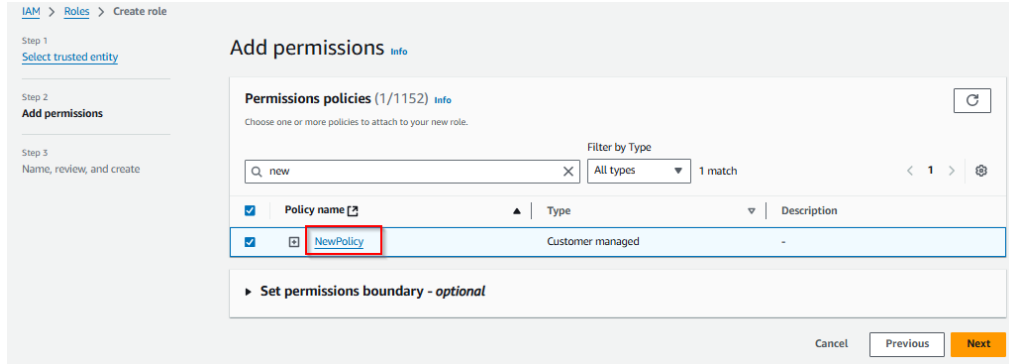 IAM > Roles > Create role
Step 1
Select trusted entity
Step 2
Add permissions
Step 3
Name, review, and create
Add permissions Info
Permissions policies (1/1152) Info
Choose one or more policies to attach to your new role.
Filter by Type
new
All types
1 match
1
Policy name
Type
Description
NewPolicy
Customer managed
-
Set permissions boundary - optional
Cancel
Previous
Next